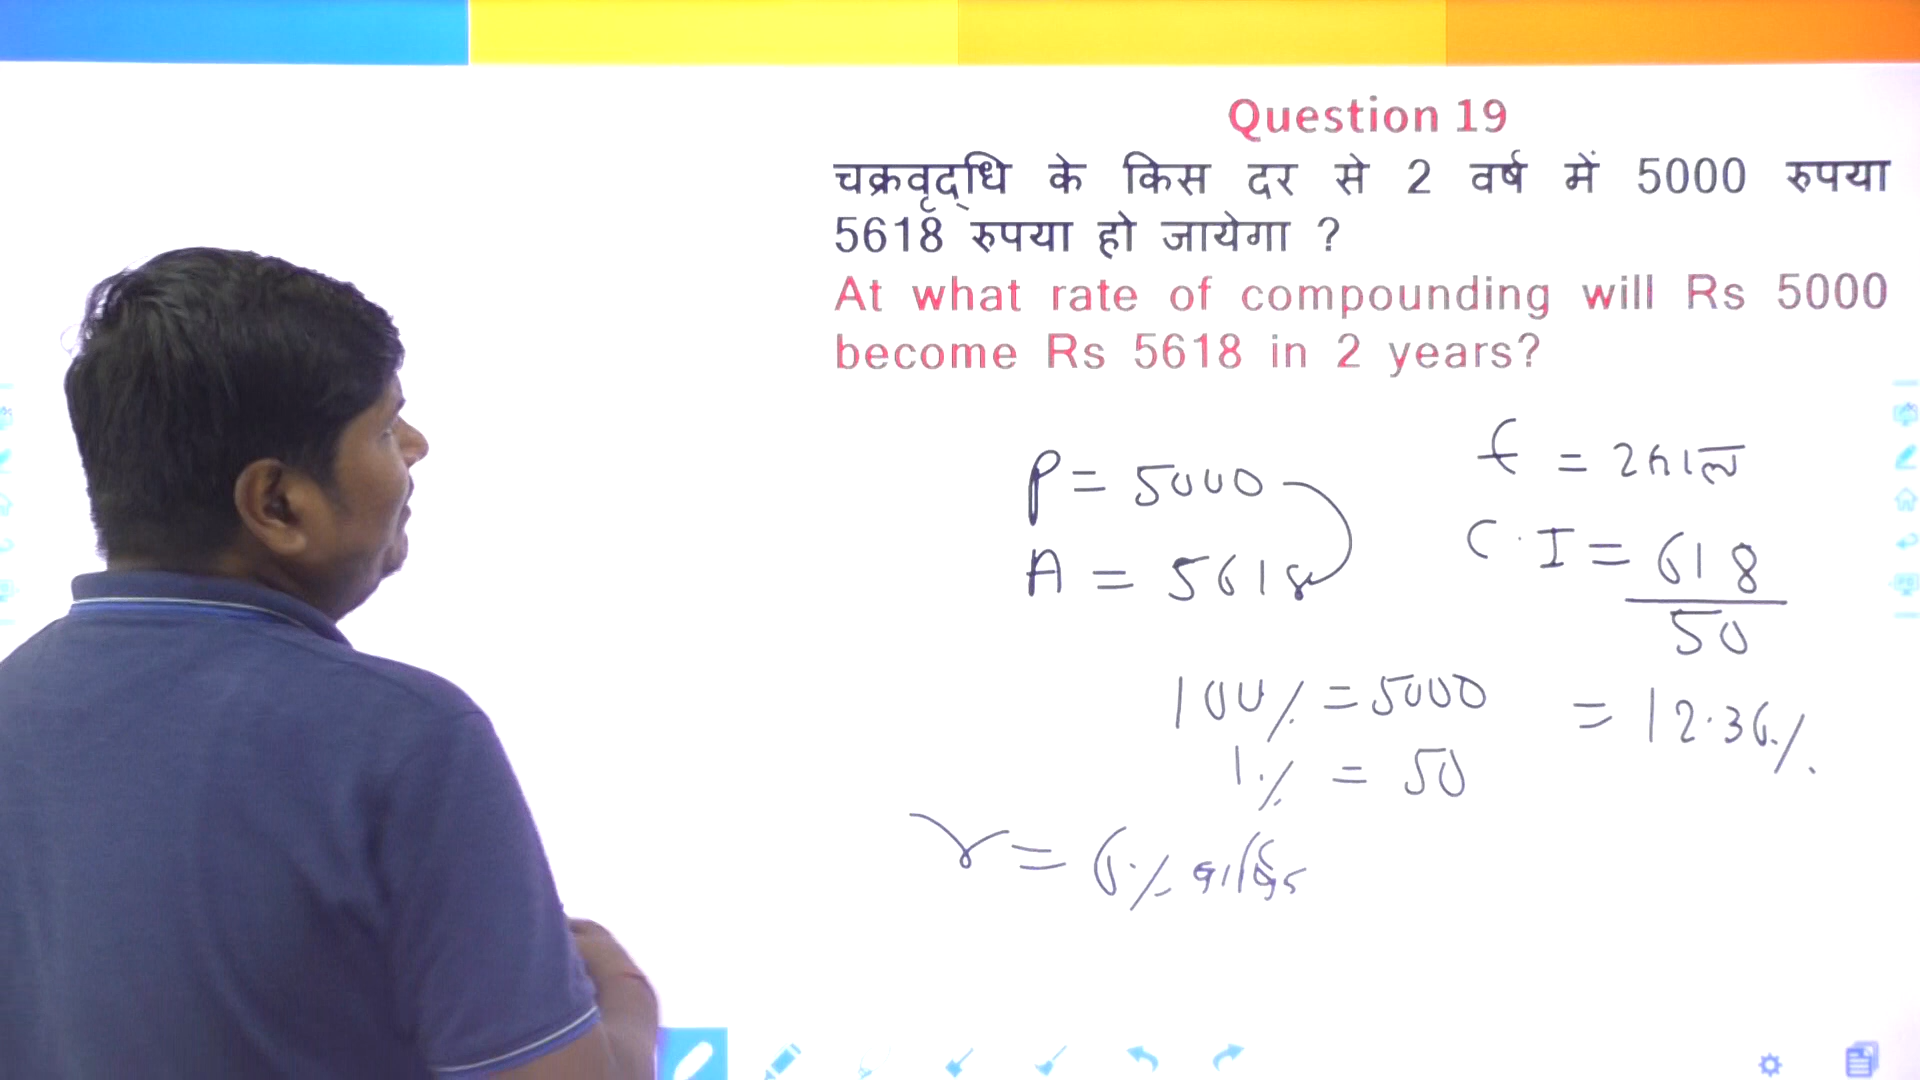 Question 19
चक्रवृद्धि के किस दर से 2 वर्ष में 5000 रुपया
5618 रुपया हो जायेगा ?
At what rate of compounding will Rs 5000
become Rs 5618 in 2 years?
P = 5000
t = 2साल
A = 5618
C.I = 618
50
100% = 5000
= 12.36%.
1% = 50
r = 6%